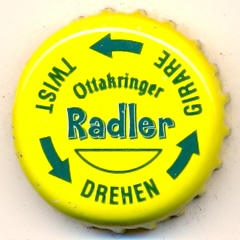 Ottakringer
Radler
TWIST
GIRARE
DREHEN